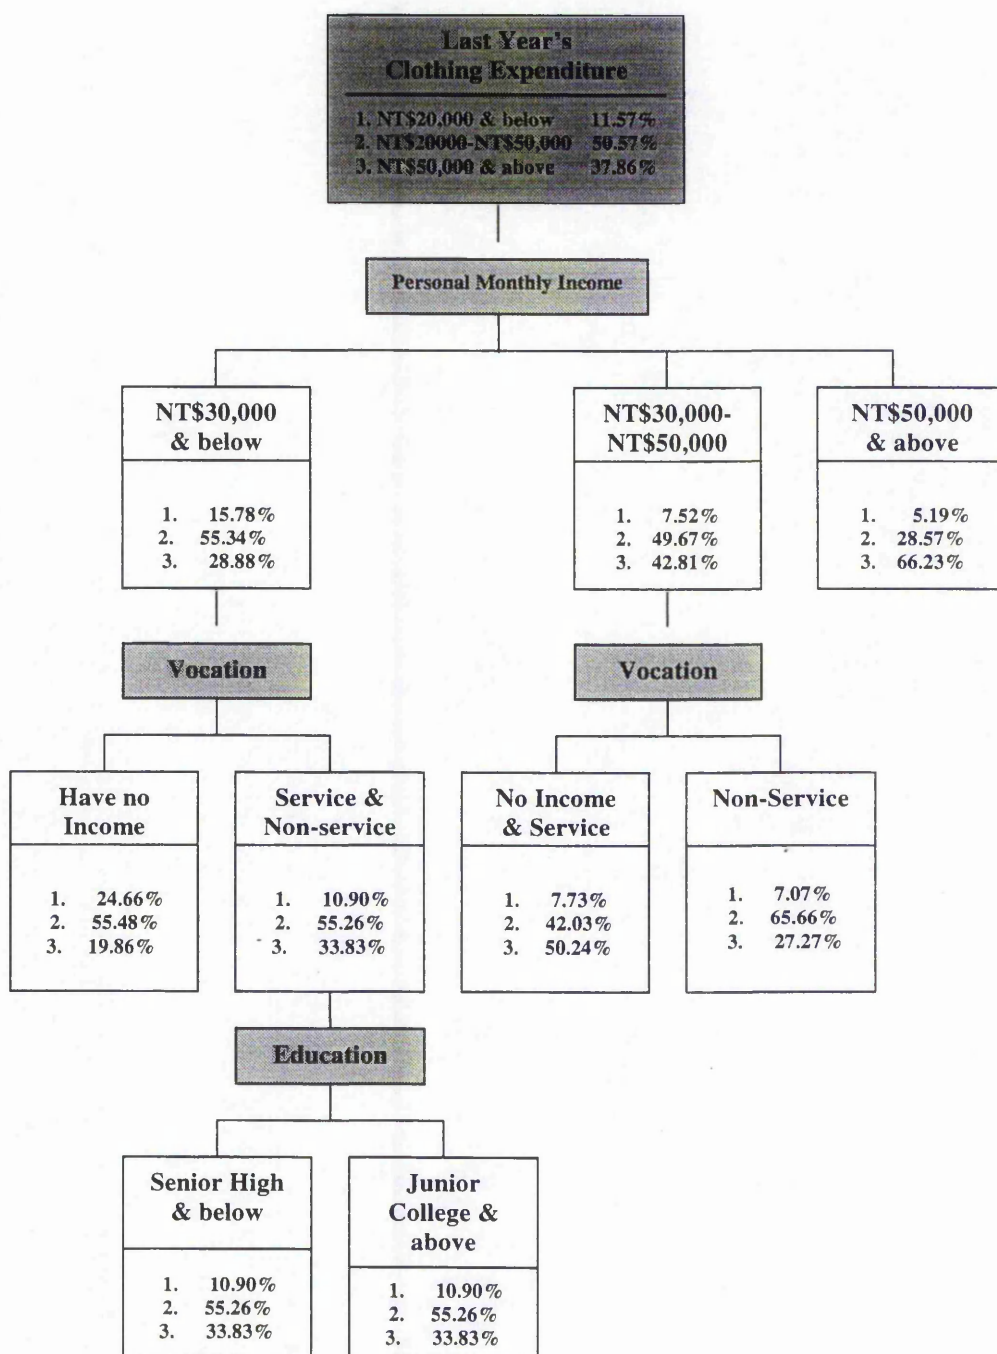 Last Year's
Clothing Expenditure
1. NT$20,000 & below 11.57%
2. NT$20000-NT$50,000 50.57%
3. NT$50,000 & above 37.86%
Personal Monthly Income
NT$30,000
& below
1. 15.78%
2. 55.34%
3. 28.88%
NT$30,000-
NT$50,000
1. 7.52%
2. 49.67%
3. 42.81%
NT$50,000
& above
1. 5.19%
2. 28.57%
3. 66.23%
Vocation
Vocation
Have no
Income
1. 24.66%
2. 55.48%
3. 19.86%
Service &
Non-service
1. 10.90%
2. 55.26%
3. 33.83%
No Income
& Service
1. 7.73%
2. 42.03%
3. 50.24%
Non-Service
1. 7.07%
2. 65.66%
3. 27.27%
Education
Senior High
& below
1. 10.90%
2. 55.26%
3. 33.83%
Junior
College &
above
1. 10.90%
2. 55.26%
3. 33.83%